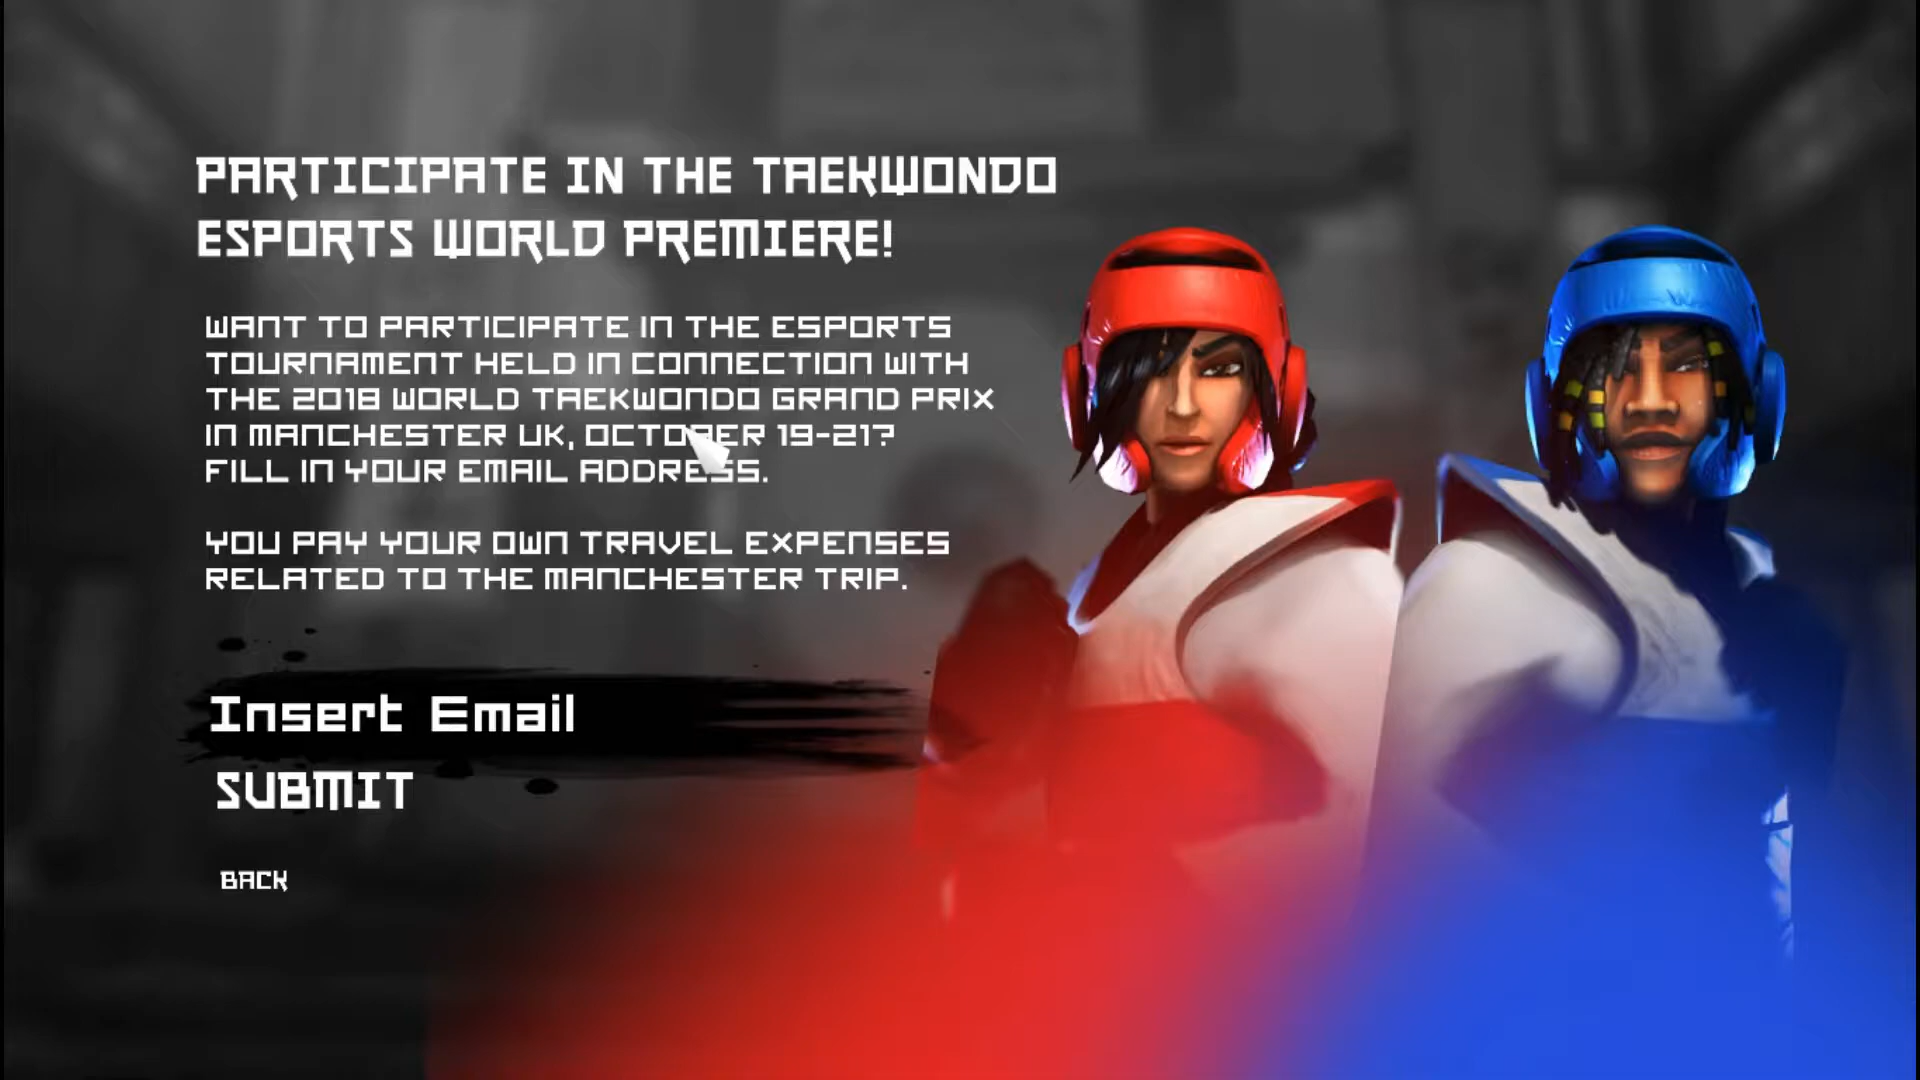 PARTICIPATE IN THE TAEKWONDO
ESPORTS WORLD PREMIERE!
WANT TO PARTICIPATE IN THE ESPORTS
TOURNAMENT HELD IN CONNECTION WITH
THE 2018 WORLD TAEKWONDO GRAND PRIX
IN MANCHESTER UK, OCTOBER 19-21?
FILL IN YOUR EMAIL ADDRESS.
YOU PAY YOUR OWN TRAVEL EXPENSES
RELATED TO THE MANCHESTER TRIP.
Insert Email
SUBMIT
BACK